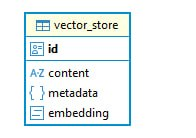 vector_store
id
A-Z content
{ } metadata
embedding